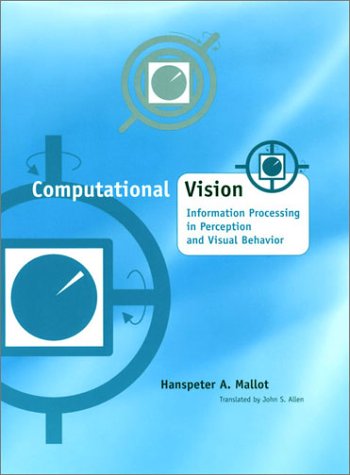 Computational Vision
Information Processing
in Perception
and Visual Behavior
Hanspeter A. Mallot
Translated by John S. Allen